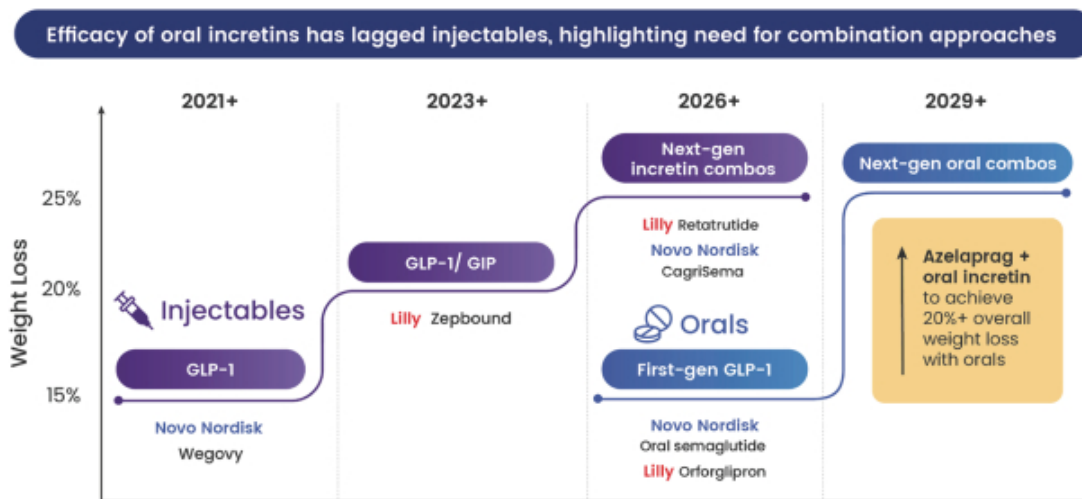 Efficacy of oral incretins has lagged injectables, highlighting need for combination approaches
2021+
2023+
2026+
2029+
Weight Loss
25%
20%
15%
Injectables
GLP-1
Novo Nordisk
Wegovy
GLP-1/ GIP
Lilly Zepbound
Next-gen
incretin combos
Lilly Retatrutide
Novo Nordisk
CagriSema
Orals
First-gen GLP-1
Novo Nordisk
Oral semaglutide
Lilly Orforglipron
Next-gen oral combos
Azelaprag +
oral incretin
to achieve
20%+ overall
weight loss
with orals